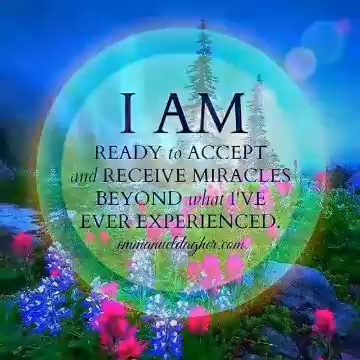 I AM
READY to ACCEPT
and RECEIVE MIRACLES
BEYOND what I'VE
EVER EXPERIENCED.
emmanueldagher.com